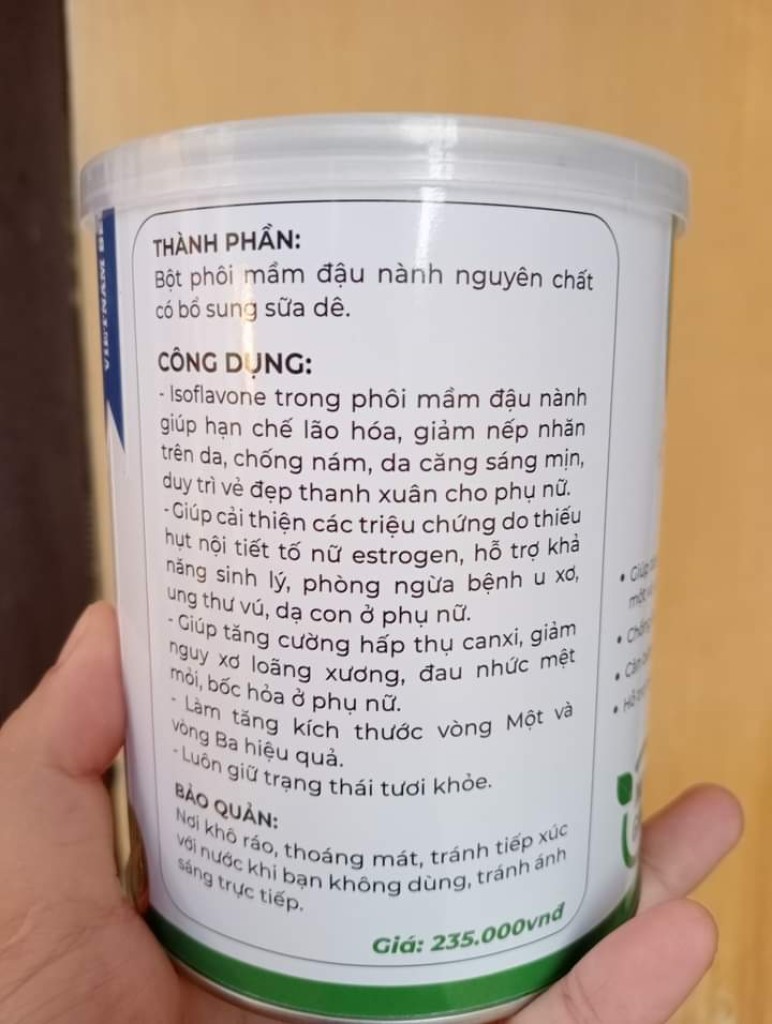 VIETNAM
THÀNH PHẦN:
Bột phôi mầm đậu nành nguyên chất
có bổ sung sữa dê.
CÔNG DỤNG:
- Isoflavone trong phôi mầm đậu nành
giúp hạn chế lão hóa, giảm nếp nhăn
trên da, chống nám, da căng sáng mịn,
duy trì vẻ đẹp thanh xuân cho phụ nữ.
- Giúp cải thiện các triệu chứng do thiếu
hụt nội tiết tố nữ estrogen, hỗ trợ khả
năng sinh lý, phòng ngừa bệnh u xơ,
ung thư vú, dạ con ở phụ nữ.
- Giúp tăng cường hấp thụ canxi, giảm
nguy xơ loãng xương, đau nhức mệt
mỏi, bốc hỏa ở phụ nữ.
- Làm tăng kích thước vòng Một và
vòng Ba hiệu quả.
- Luôn giữ trạng thái tươi khỏe.
BẢO QUẢN:
Nơi khô ráo, thoáng mát, tránh tiếp xúc
với nước khi bạn không dùng, tránh ánh
sáng trực tiếp.
Giá: 235.000vnđ